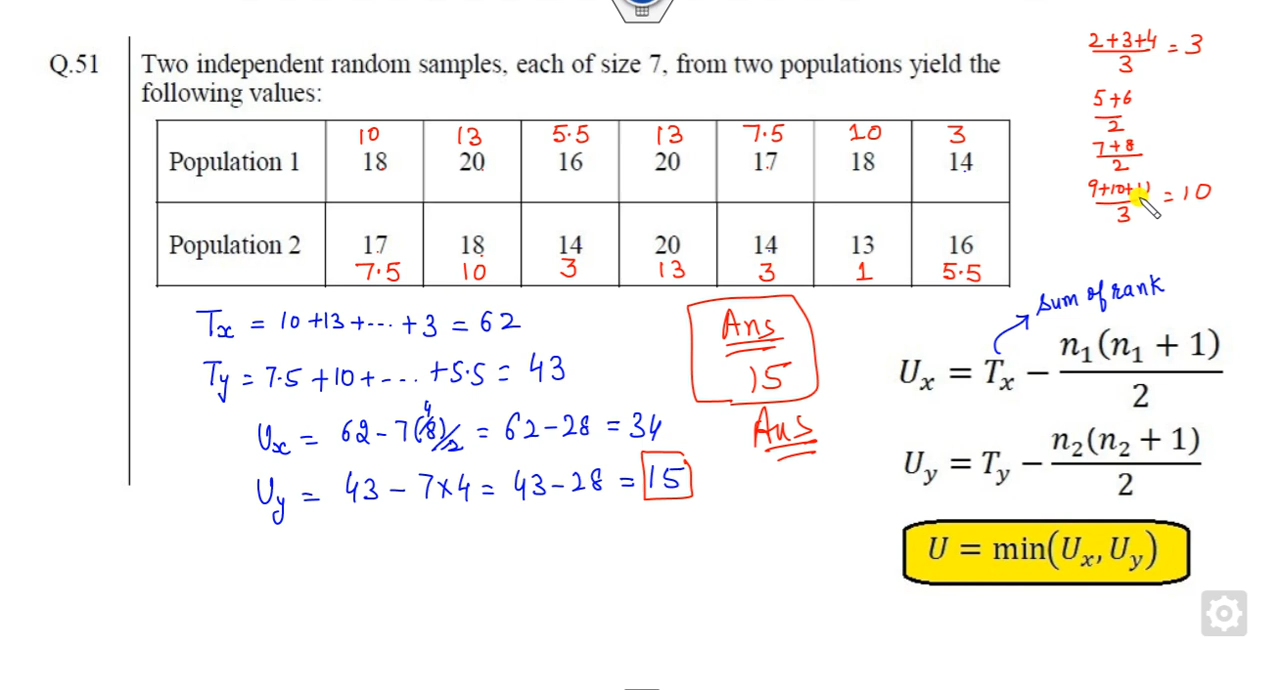 Q.51 Two independent random samples, each of size 7, from two populations yield the
following values:
10 13 5.5 13 7.5 10 3
Population 1 18 20 16 20 17 18 14
Population 2 17 18 14 20 14 13 16
7.5 10 3 13 3 1 5.5
2+3+4/3 = 3
5+6/2
7+8/2
9+10+11/3 = 10
Tx = 10+13+...+3 = 62
Ty = 7.5+10+...+5.5 = 43
Ux = 62-7(8)/2 = 62-28 = 34
4
Uy = 43-7×4 = 43-28 = 15
Ans
15
Ans
Sum of rank
Ux = Tx − n1(n1 + 1)/2
Uy = Ty − n2(n2 + 1)/2
U = min(Ux, Uy)